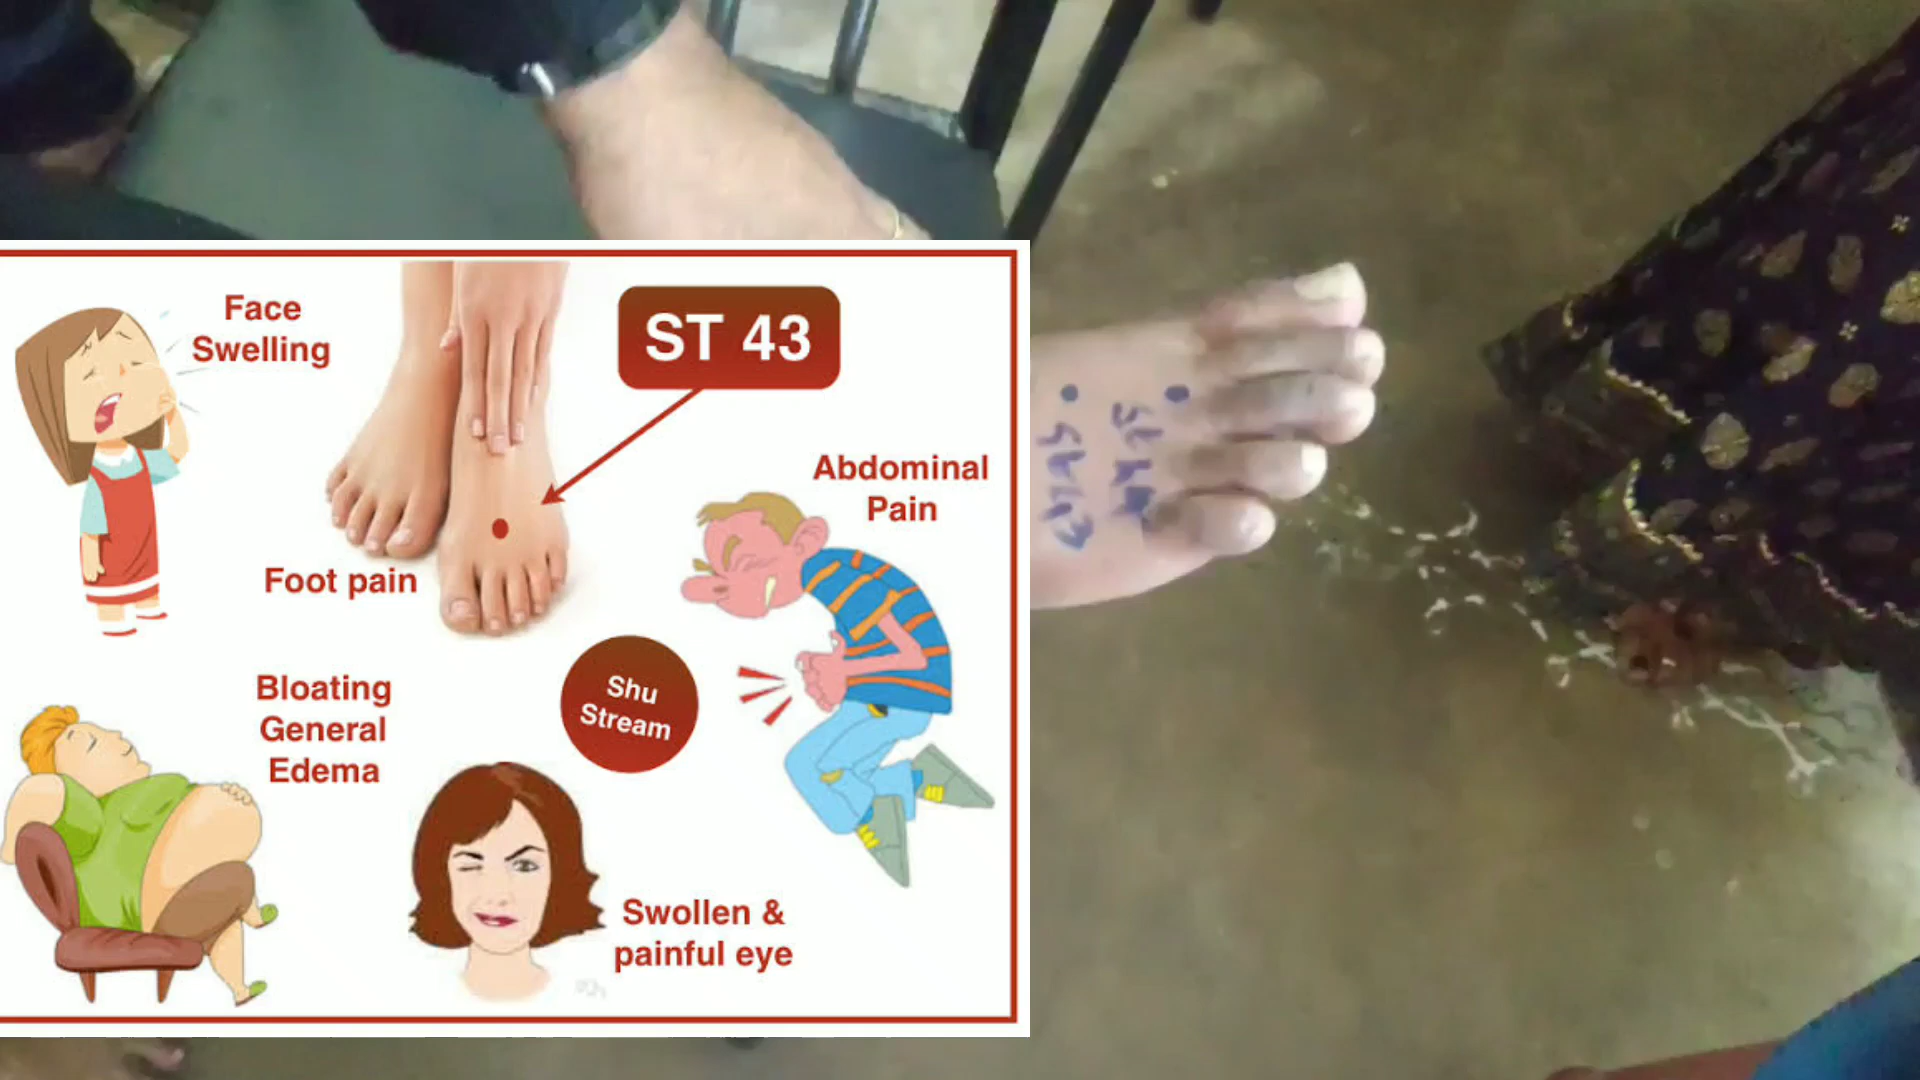 Face
Swelling
ST 43
Abdominal
Pain
Foot pain
Bloating
General
Edema
Shu
Stream
Swollen &
painful eye